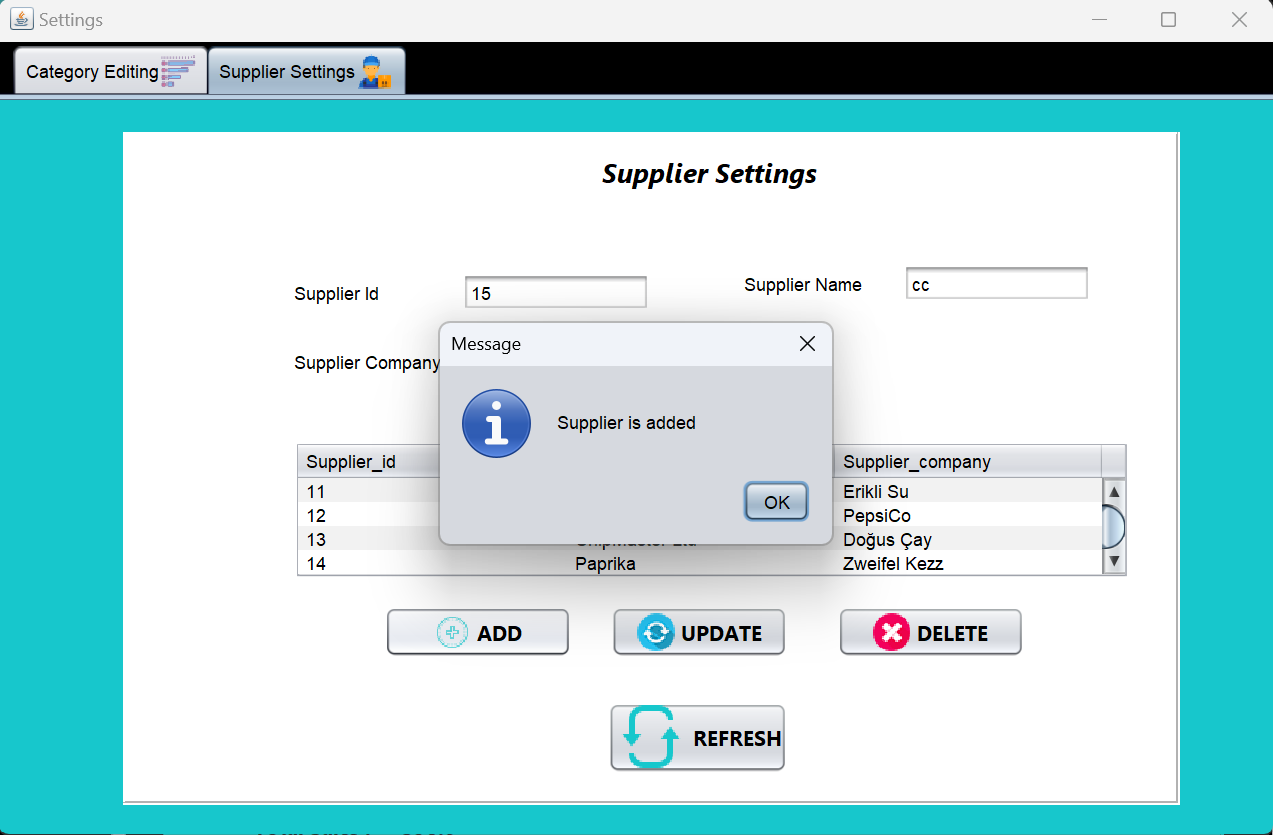 Settings
Category Editing Supplier Settings
Supplier Settings
Supplier Id 15 Supplier Name cc
Supplier Company
Message
Supplier is added
OK
Supplier_id Supplier_company
11 Erikli Su
12 PepsiCo
13 Doğus Çay
14 Paprika Zweifel Kezz
ADD UPDATE DELETE
REFRESH